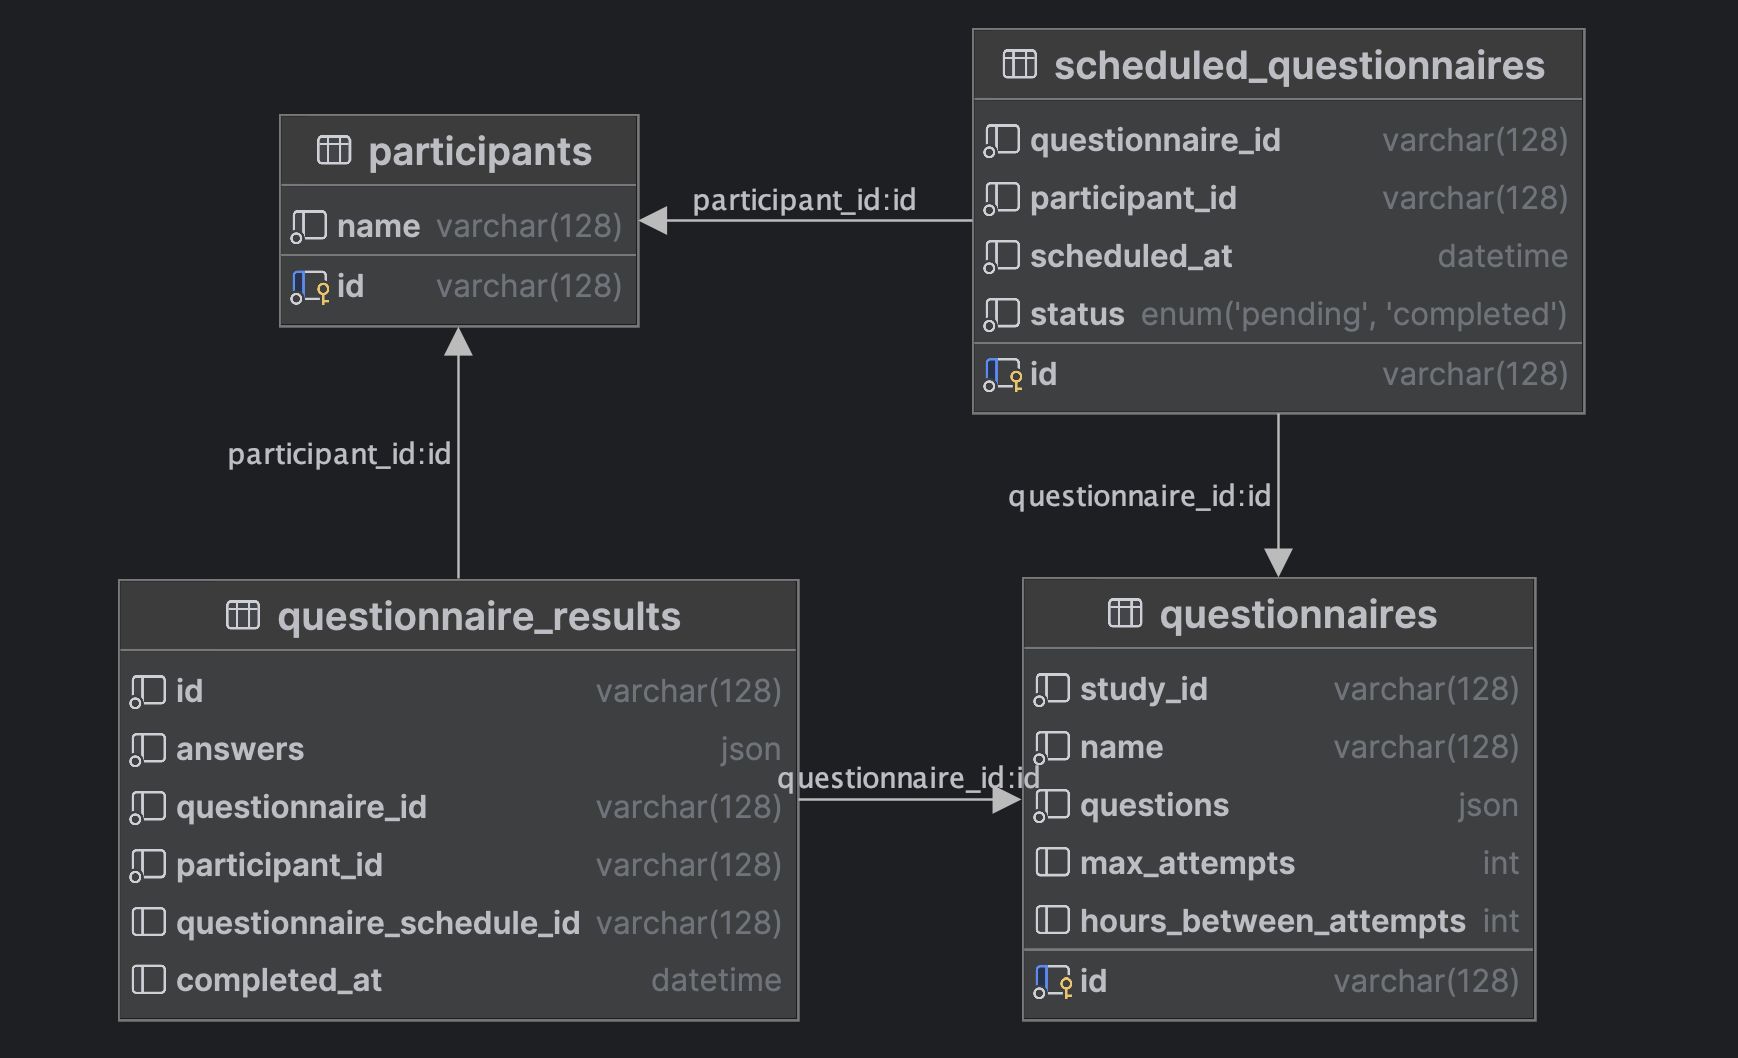 participants
name varchar(128)
id varchar(128)
participant_id:id
scheduled_questionnaires
questionnaire_id varchar(128)
participant_id varchar(128)
scheduled_at datetime
status enum('pending', 'completed')
id varchar(128)
participant_id:id
questionnaire_id:id
questionnaire_results
id varchar(128)
answers json
questionnaire_id varchar(128)
participant_id varchar(128)
questionnaire_schedule_id varchar(128)
completed_at datetime
questionnaire_id:id
questionnaires
study_id varchar(128)
name varchar(128)
questions json
max_attempts int
hours_between_attempts int
id varchar(128)